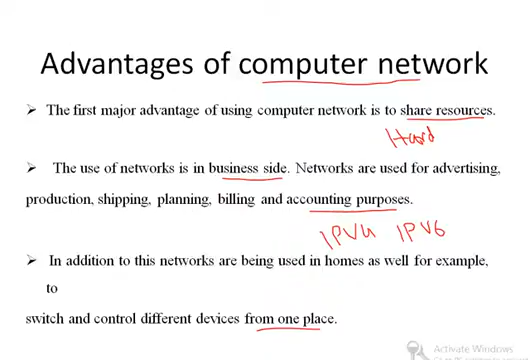 Advantages of computer network
➢ The first major advantage of using computer network is to share resources.
Hard
➢ The use of networks is in business side. Networks are used for advertising,
production, shipping, planning, billing and accounting purposes.
IPV4 IPV6
➢ In addition to this networks are being used in homes as well for example,
to
switch and control different devices from one place.
Activate Windows